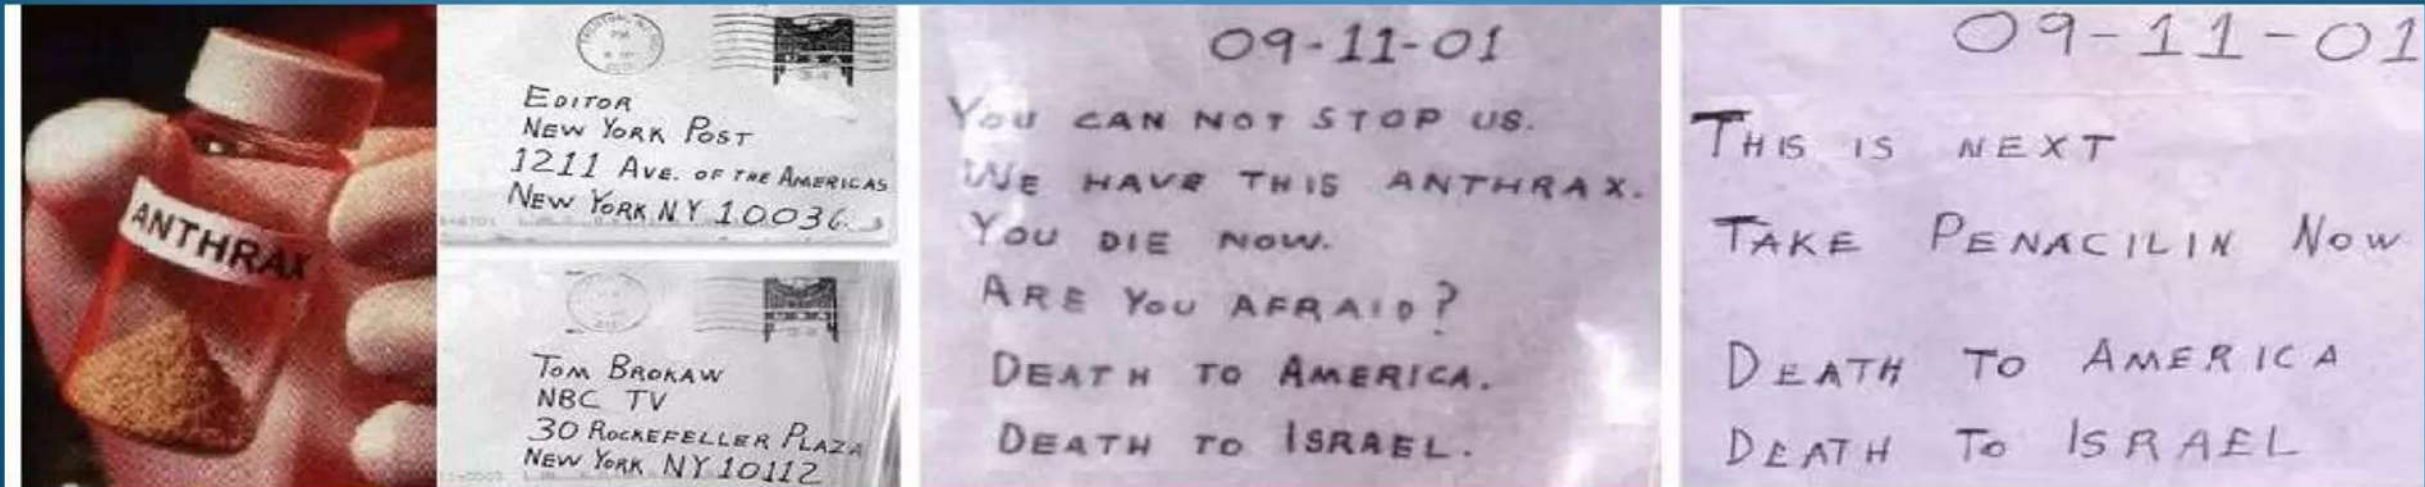 ANTHRAX
EDITOR
NEW YORK POST
1211 AVE. OF THE AMERICAS
NEW YORK NY 10036
TOM BROKAW
NBC TV
30 ROCKEFELLER PLAZA
NEW YORK NY 10112
09-11-01
YOU CAN NOT STOP US.
WE HAVE THIS ANTHRAX.
YOU DIE NOW.
ARE YOU AFRAID?
DEATH TO AMERICA.
DEATH TO ISRAEL.
09-11-01
THIS IS NEXT
TAKE PENACILIN NOW
DEATH TO AMERICA
DEATH TO ISRAEL